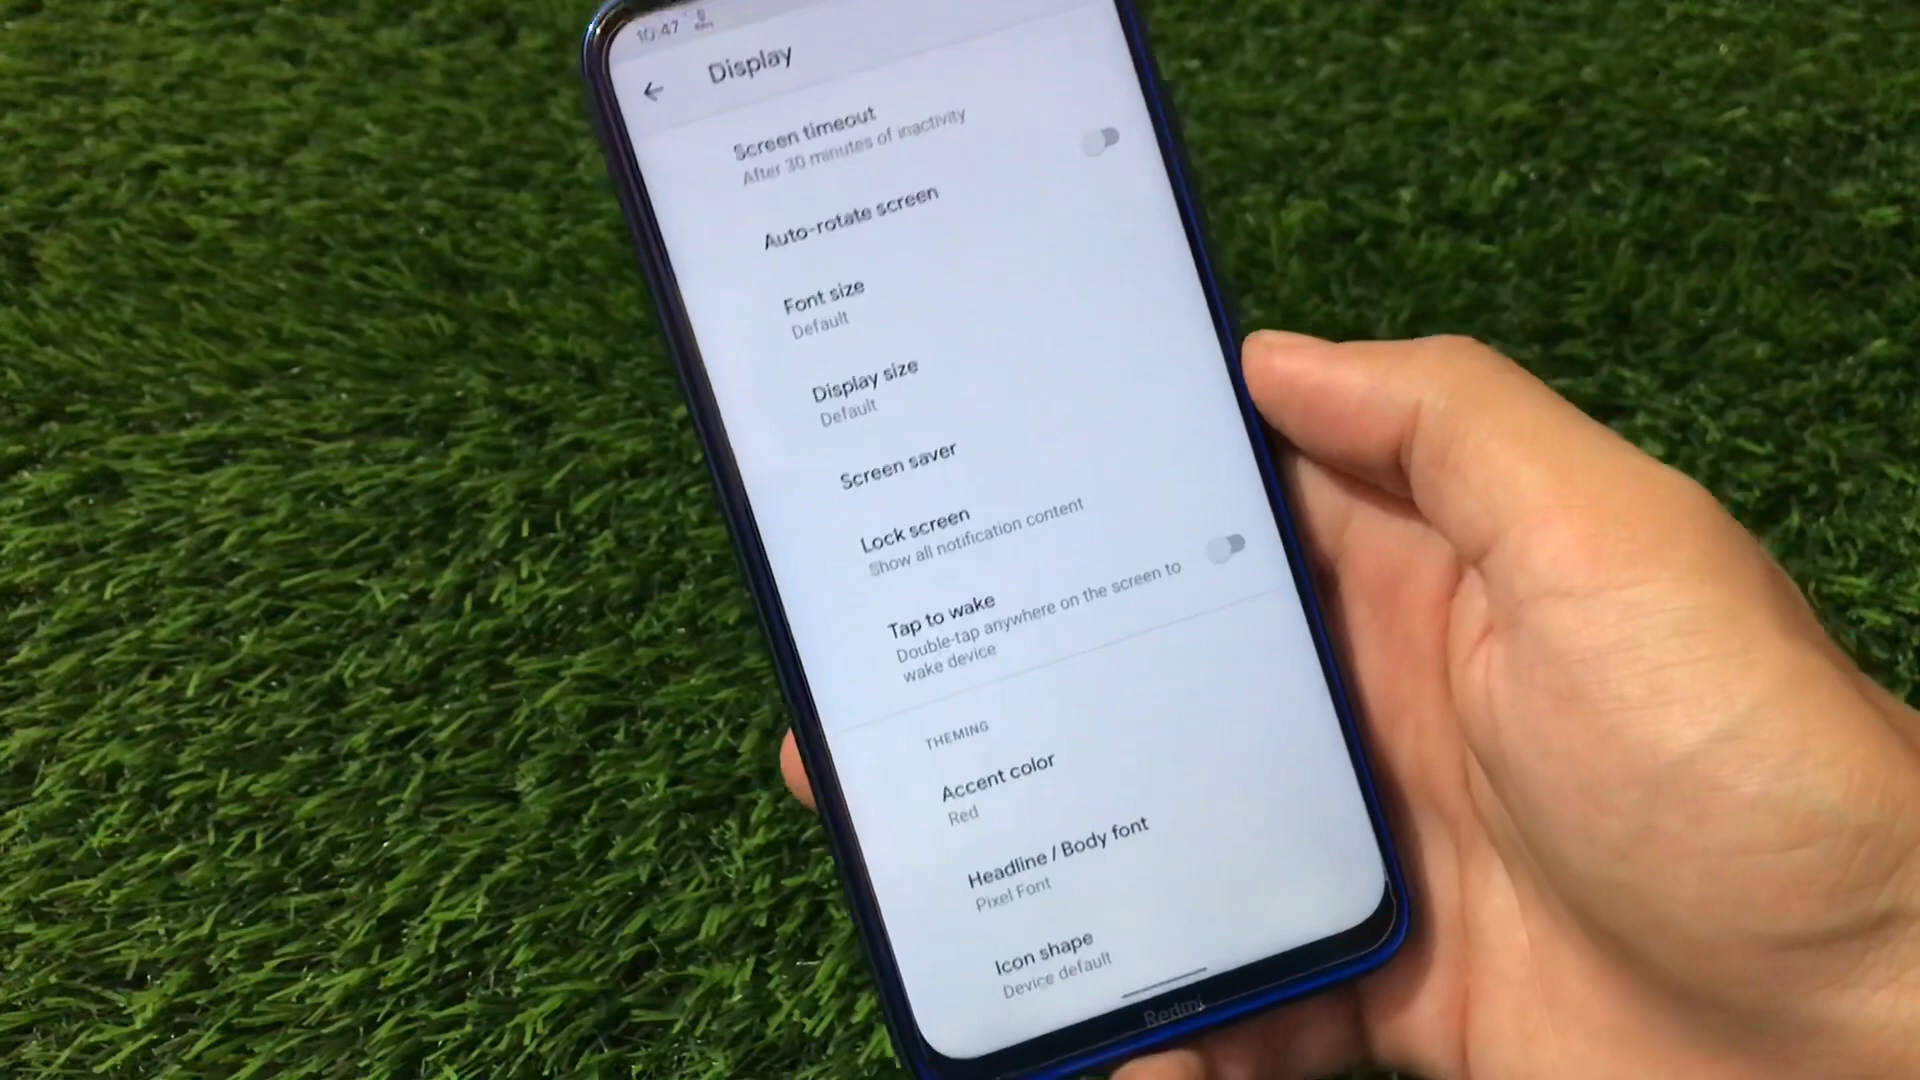 10:47
Display
Screen timeout
After 30 minutes of inactivity
Auto-rotate screen
Font size
Default
Display size
Default
Screen saver
Lock screen
Show all notification content
Tap to wake
Double-tap anywhere on the screen to
wake device
THEMING
Accent color
Red
Headline / Body font
Pixel Font
Icon shape
Device default
Redmi